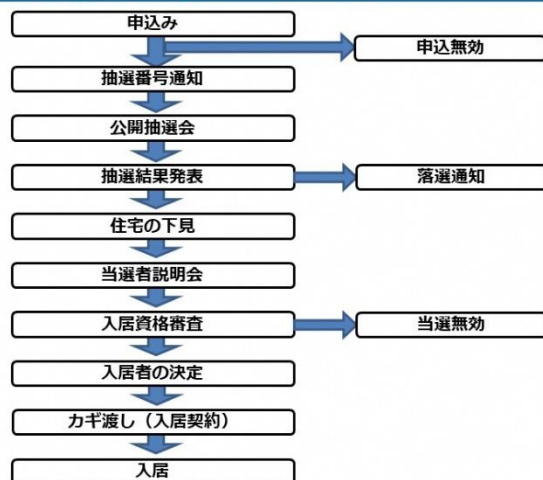 申込み
申込無効
抽選番号通知
公開抽選会
抽選結果発表
落選通知
住宅の下見
当選者説明会
入居資格審査
当選無効
入居者の決定
カギ渡し（入居契約）
入居